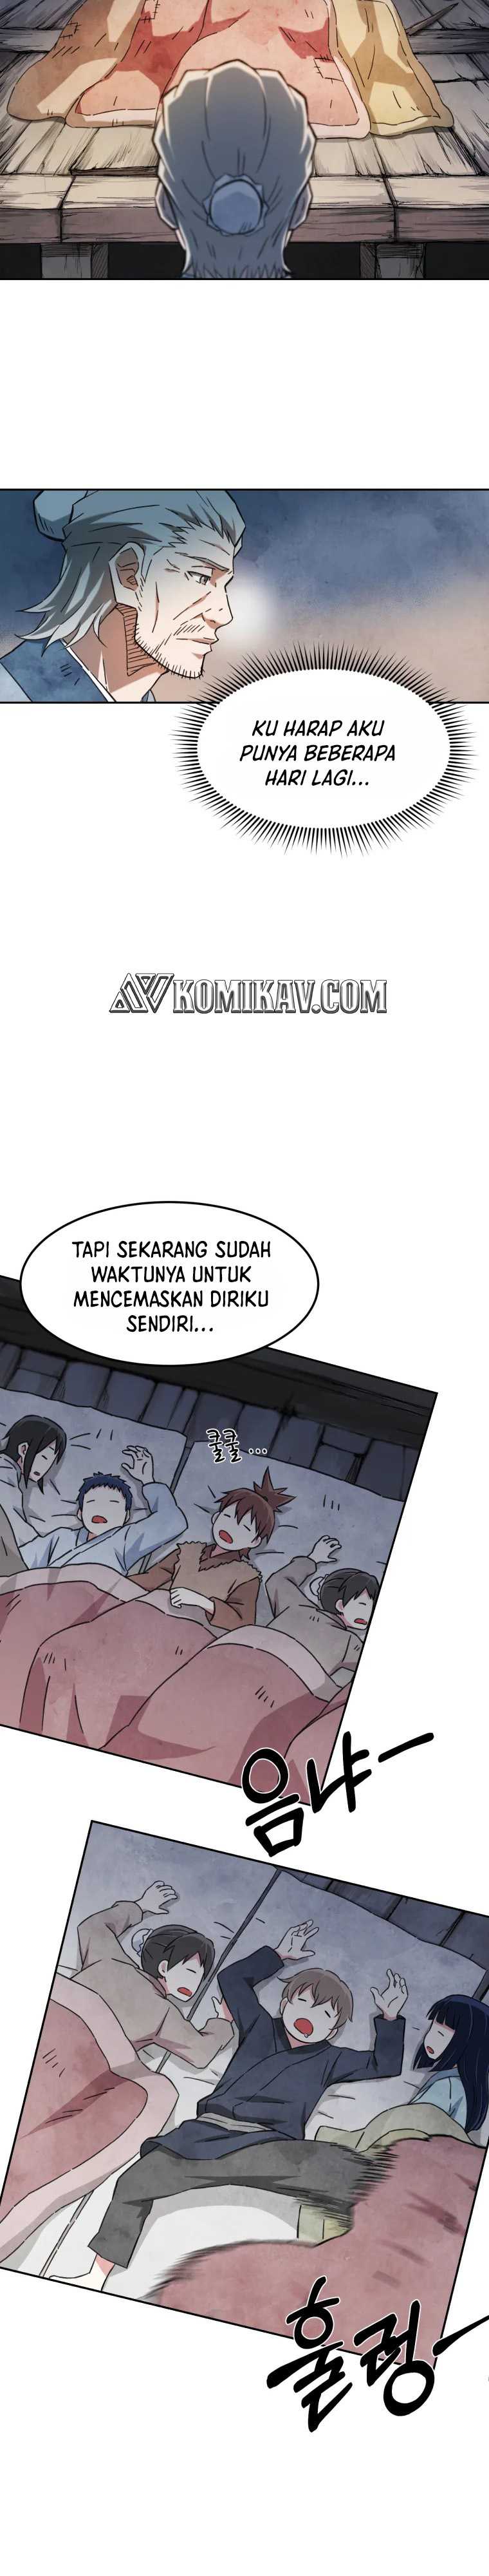 KU HARAP AKU
PUNYA BEBERAPA
HARI LAGI...
KOMIKAV.COM
TAPI SEKARANG SUDAH
WAKTUNYA UNTUK
MENCEMASKAN DIRIKU
SENDIRI...
쿨쿨...
음냐-
훌렁-